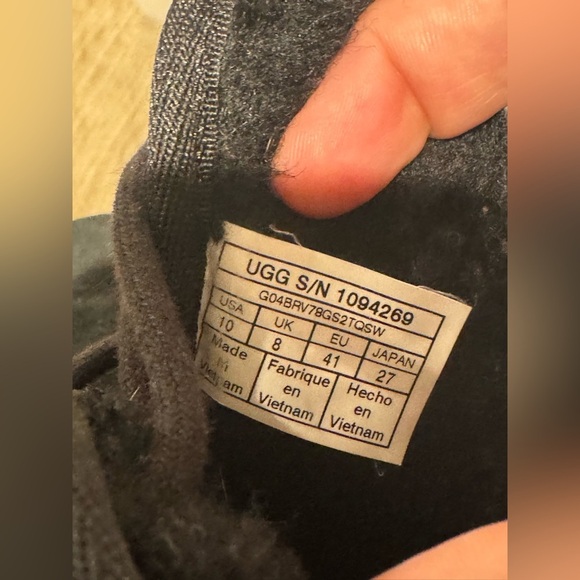 UGG S/N 1094269
G04BRV78GS2TQSW
USA UK EU JAPAN
10 8 41 27
Made in Vietnam
Fabrique en Vietnam
Hecho en Vietnam